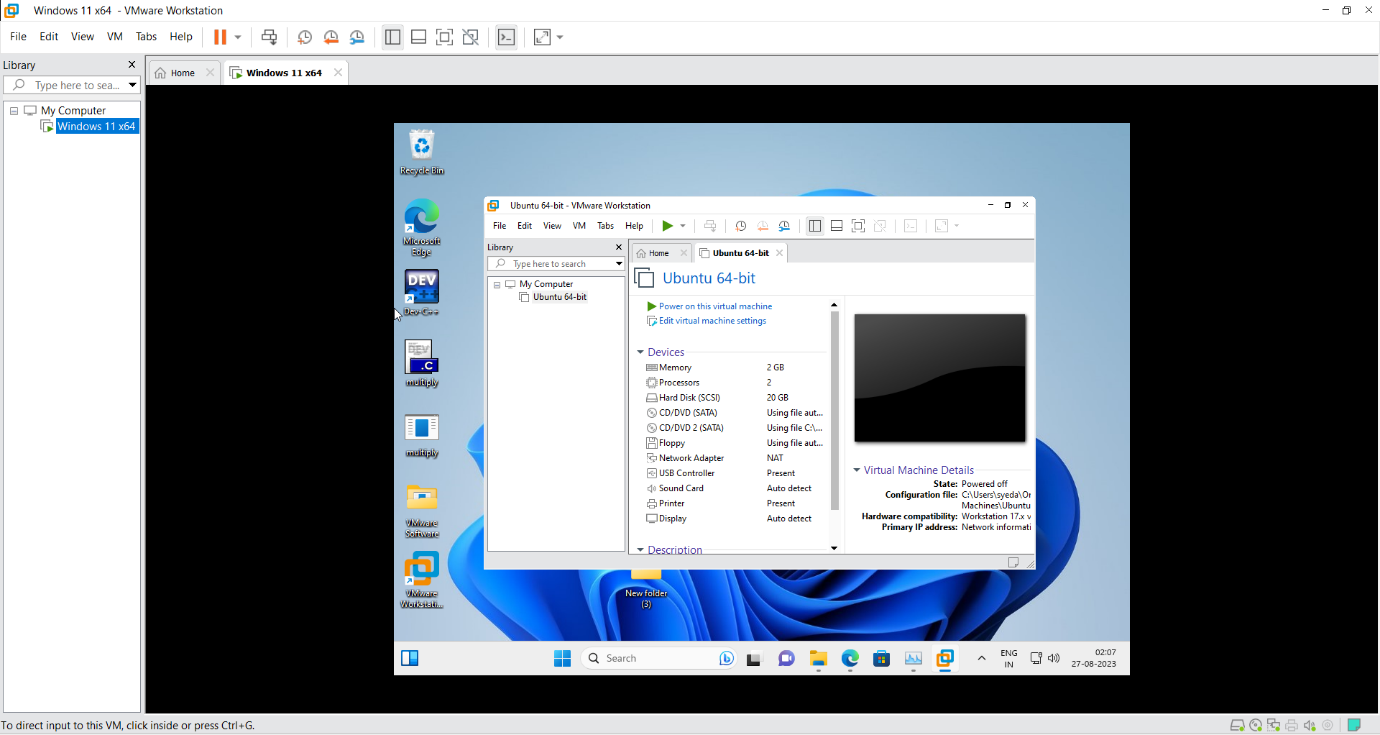 Windows 11 x64 - VMware Workstation
File Edit View VM Tabs Help
Library
Home
Windows 11 x64
Type here to sea...
My Computer
Windows 11 x64
Recycle Bin
Microsoft
Edge
DEV
C++
Dev-C++
DEV
.C
multiply
multiply
VMware
Software
VMware
Workstati...
Ubuntu 64-bit - VMware Workstation
File Edit View VM Tabs Help
Library
Type here to search
My Computer
Ubuntu 64-bit
Home
Ubuntu 64-bit
Ubuntu 64-bit
Power on this virtual machine
Edit virtual machine settings
Devices
Memory 2 GB
Processors 2
Hard Disk (SCSI) 20 GB
CD/DVD (SATA) Using file aut...
CD/DVD 2 (SATA) Using file C:\...
Floppy Using file aut...
Network Adapter NAT
USB Controller Present
Sound Card Auto detect
Printer Present
Display Auto detect
Description
Virtual Machine Details
State: Powered off
Configuration file: C:\Users\syeda\Or
Machines\Ubuntu
Hardware compatibility: Workstation 17.x v
Primary IP address: Network informati
New folder
(3)
Search
ENG
IN
02:07
27-08-2023
To direct input to this VM, click inside or press Ctrl+G.